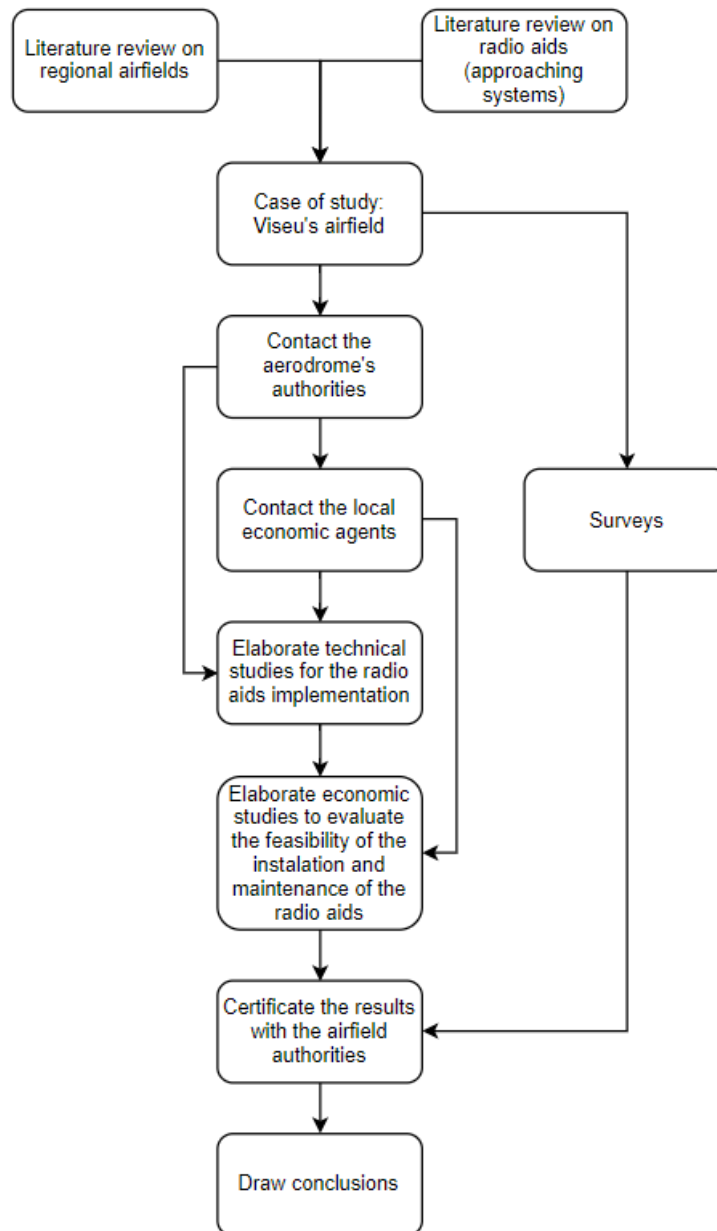 Literature review on
regional airfields
Literature review on
radio aids
(approaching
systems)
Case of study:
Viseu's airfield
Contact the
aerodrome's
authorities
Contact the local
economic agents
Surveys
Elaborate technical
studies for the radio
aids implementation
Elaborate economic
studies to evaluate
the feasibility of the
instalation and
maintenance of the
radio aids
Certificate the results
with the airfield
authorities
Draw conclusions